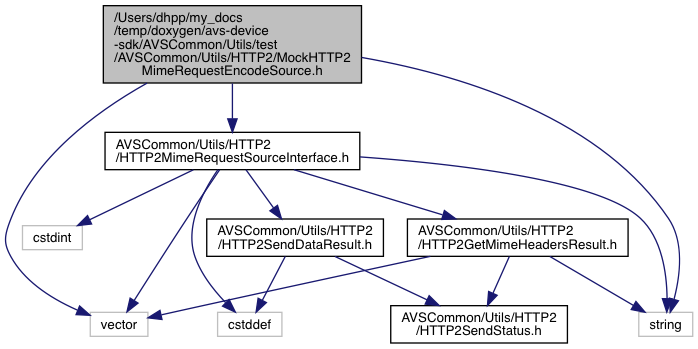 /Users/dhpp/my_docs
/temp/doxygen/avs-device
-sdk/AVSCommon/Utils/test
/AVSCommon/Utils/HTTP2/MockHTTP2
MimeRequestEncodeSource.h
AVSCommon/Utils/HTTP2
/HTTP2MimeRequestSourceInterface.h
cstdint
AVSCommon/Utils/HTTP2
/HTTP2SendDataResult.h
AVSCommon/Utils/HTTP2
/HTTP2GetMimeHeadersResult.h
vector
cstddef
AVSCommon/Utils/HTTP2
/HTTP2SendStatus.h
string